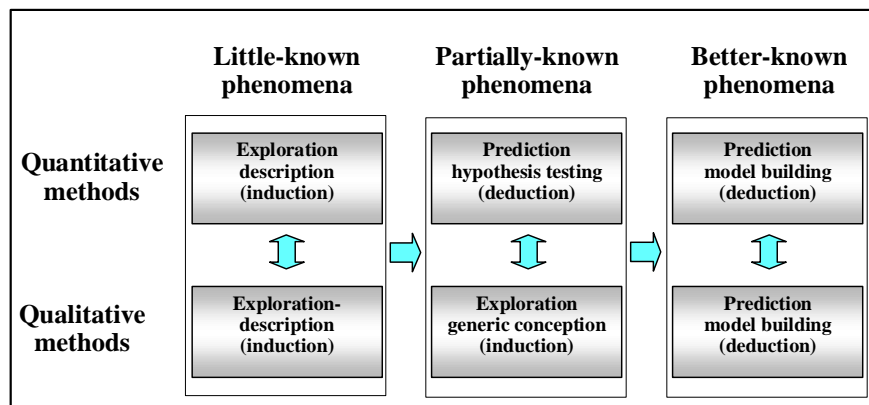 Little-known
phenomena
Partially-known
phenomena
Better-known
phenomena
Quantitative
methods
Exploration
description
(induction)
Prediction
hypothesis testing
(deduction)
Prediction
model building
(deduction)
Qualitative
methods
Exploration-
description
(induction)
Exploration
generic conception
(induction)
Prediction
model building
(deduction)